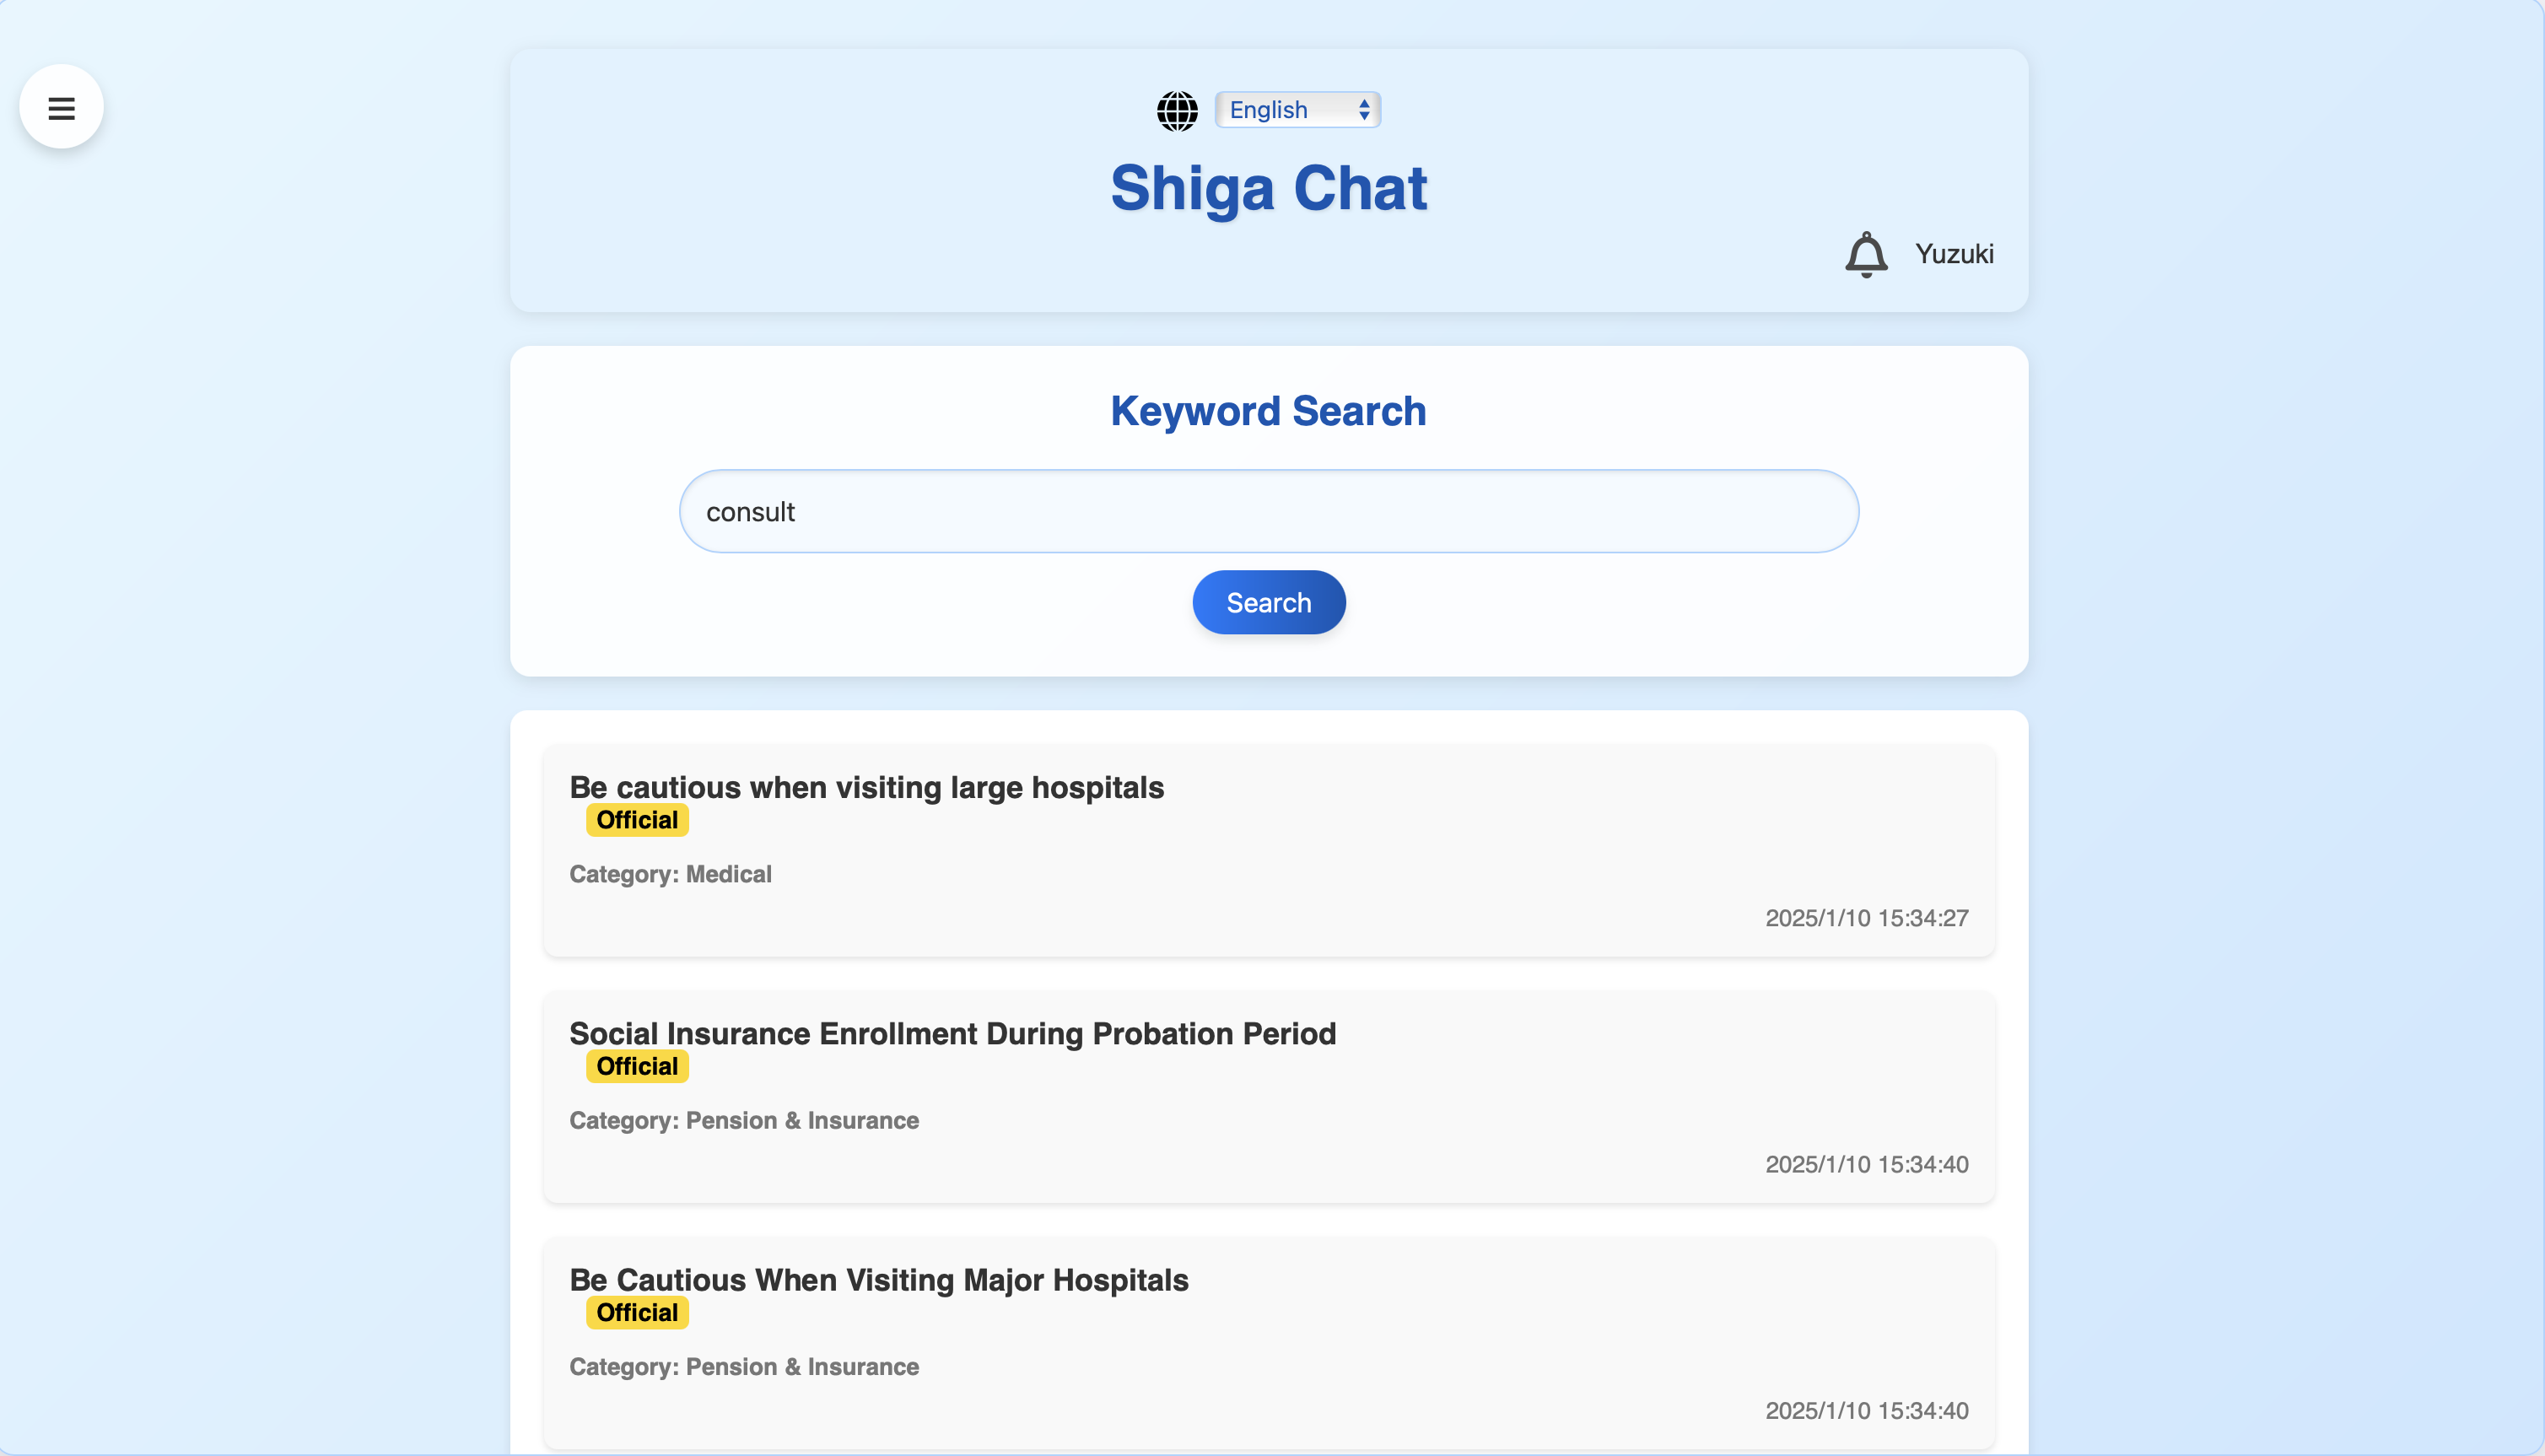 English
Shiga Chat
Yuzuki
Keyword Search
consult
Search
Be cautious when visiting large hospitals
Official
Category: Medical
2025/1/10 15:34:27
Social Insurance Enrollment During Probation Period
Official
Category: Pension & Insurance
2025/1/10 15:34:40
Be Cautious When Visiting Major Hospitals
Official
Category: Pension & Insurance
2025/1/10 15:34:40